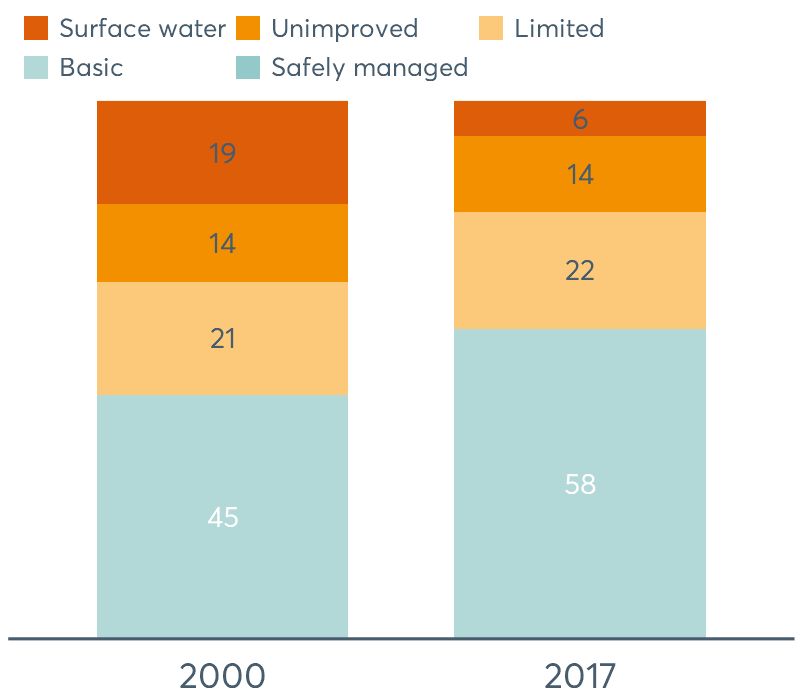 Surface water Unimproved Limited
Basic Safely managed
19 6
14 14
21 22
45 58
2000 2017